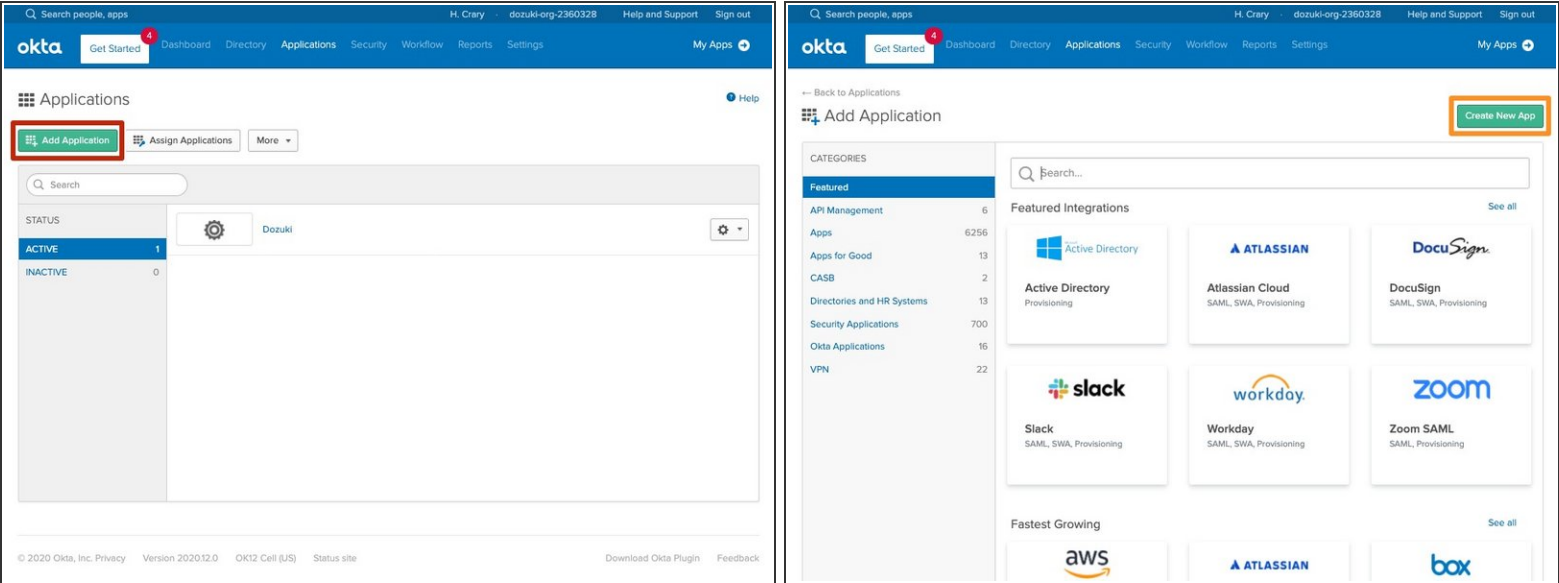 Search people, apps
H. Crary
dozuki-org-2360328
Help and Support
Sign out
okta
Get Started
4
Dashboard
Directory
Applications
Security
Workflow
Reports
Settings
My Apps
Applications
Help
Add Application
Assign Applications
More
Search
STATUS
ACTIVE 1
INACTIVE 0
Dozuki
© 2020 Okta, Inc. Privacy
Version 2020.12.0
OK12 Cell (US)
Status site
Download Okta Plugin
Feedback
Search people, apps
H. Crary
dozuki-org-2360328
Help and Support
Sign out
okta
Get Started
4
Dashboard
Directory
Applications
Security
Workflow
Reports
Settings
My Apps
← Back to Applications
Add Application
Create New App
CATEGORIES
Featured
API Management 6
Apps 6256
Apps for Good 13
CASB 2
Directories and HR Systems 13
Security Applications 700
Okta Applications 16
VPN 22
Search...
Featured Integrations
See all
Active Directory
Active Directory
Provisioning
ATLASSIAN
Atlassian Cloud
SAML, SWA, Provisioning
DocuSign
DocuSign
SAML, SWA, Provisioning
slack
Slack
SAML, SWA, Provisioning
workday.
Workday
SAML, SWA, Provisioning
zoom
Zoom SAML
SAML, Provisioning
Fastest Growing
See all
aws
ATLASSIAN
box